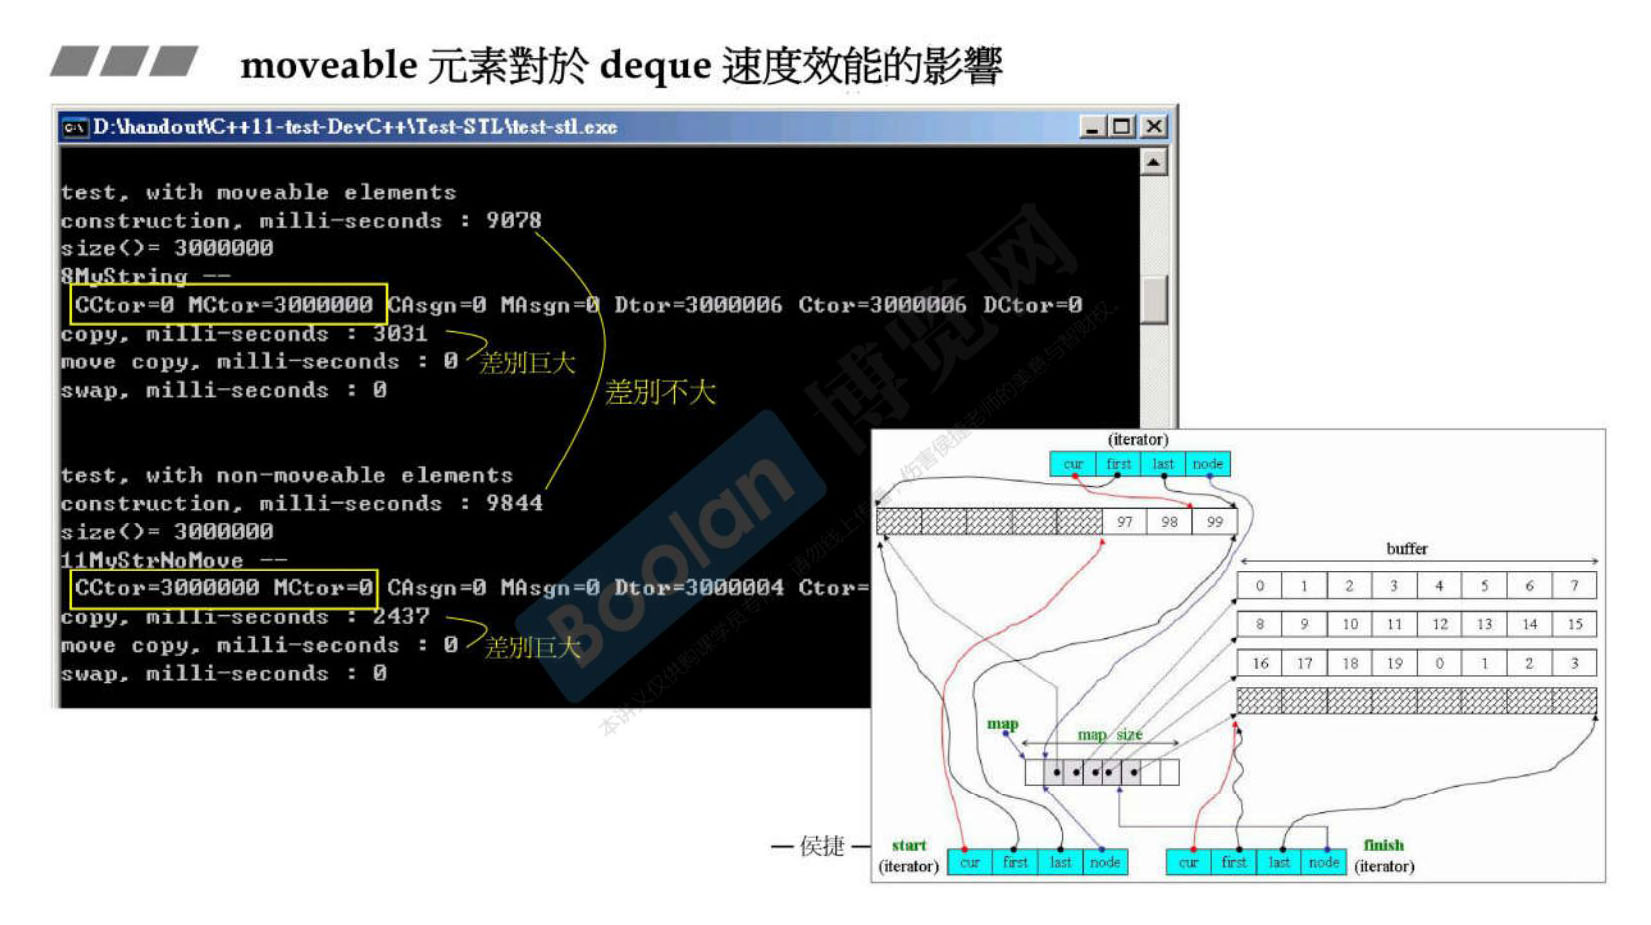 moveable 元素對於 deque 速度效能的影響
D:\handout\C++11-test-DevC++\Test-STL\test-stl.exe
test, with moveable elements
construction, milli-seconds : 9078
size()= 3000000
8MyString --
CCtor=0 MCtor=3000000 CAsgn=0 MAsgn=0 Dtor=3000006 Ctor=3000006 DCtor=0
copy, milli-seconds : 3031
move copy, milli-seconds : 0
差別巨大
swap, milli-seconds : 0
差別不大
test, with non-moveable elements
construction, milli-seconds : 9844
size()= 3000000
11MyStrNoMove --
CCtor=3000000 MCtor=0 CAsgn=0 MAsgn=0 Dtor=3000004 Ctor=
copy, milli-seconds : 2437
move copy, milli-seconds : 0
差別巨大
swap, milli-seconds : 0
Boolan 博览网
(iterator)
cur first last node
97 98 99
buffer
0 1 2 3 4 5 6 7
8 9 10 11 12 13 14 15
16 17 18 19 0 1 2 3
map
map size
— 侯捷 —
start
(iterator)
cur first last node
cur first last node
finish
(iterator)